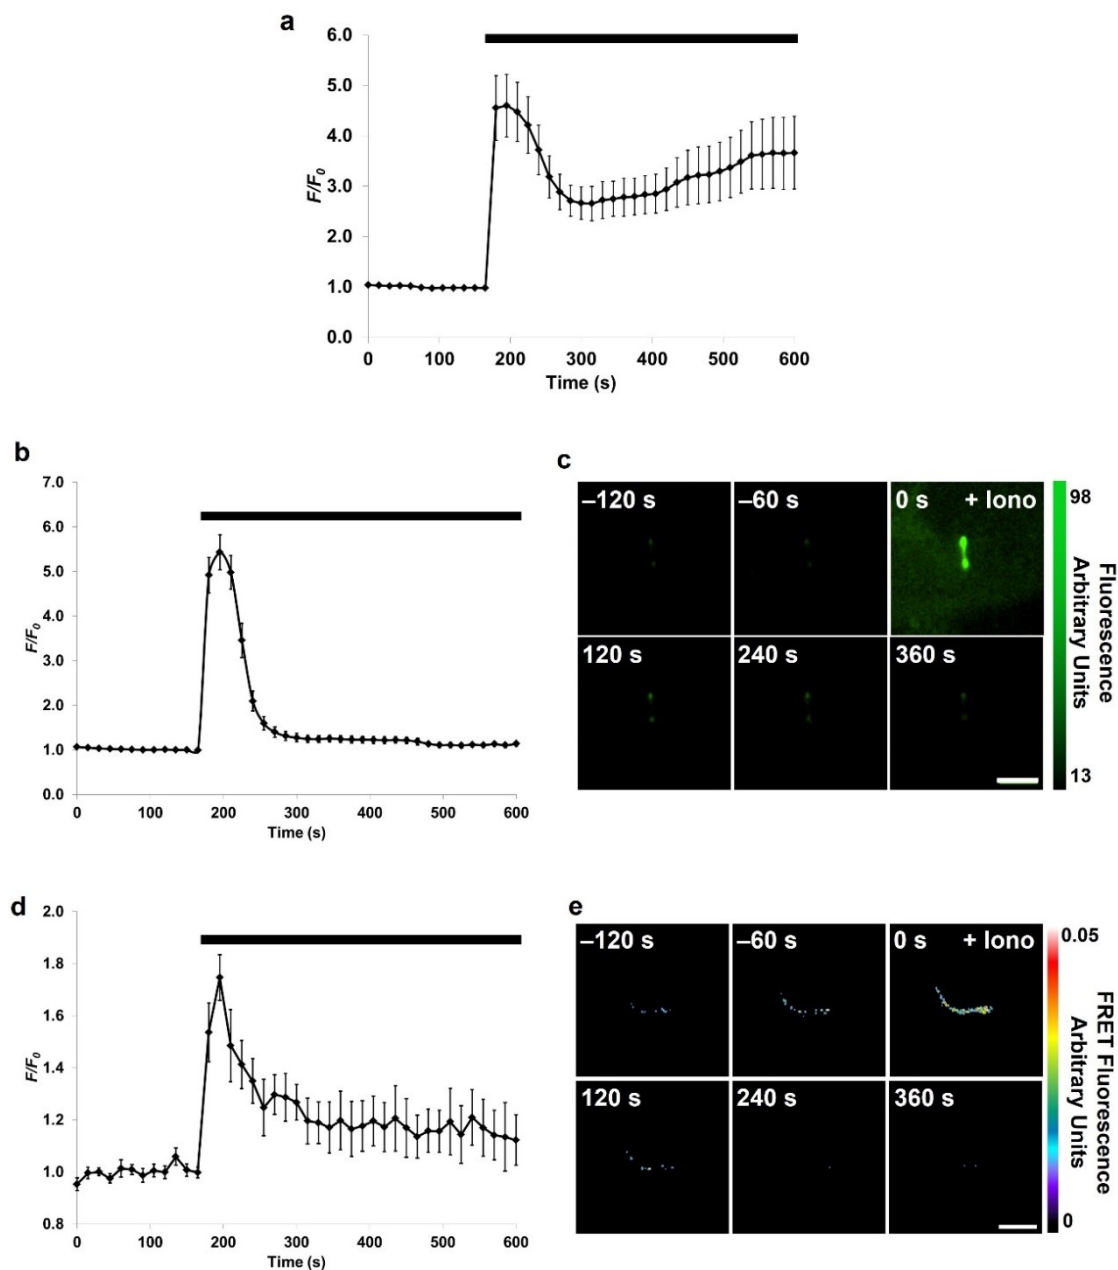 a
6.0
5.0
4.0
3.0
2.0
1.0
0.0
F/F0
0 100 200 300 400 500 600
Time (s)
b
7.0
6.0
5.0
4.0
3.0
2.0
1.0
0.0
F/F0
0 100 200 300 400 500 600
Time (s)
c
–120 s
–60 s
0 s + Iono
120 s
240 s
360 s
98
13
Fluorescence
Arbitrary Units
d
2.0
1.8
1.6
1.4
1.2
1.0
0.8
F/F0
0 100 200 300 400 500 600
Time (s)
e
–120 s
–60 s
0 s + Iono
120 s
240 s
360 s
0.05
0
FRET Fluorescence
Arbitrary Units